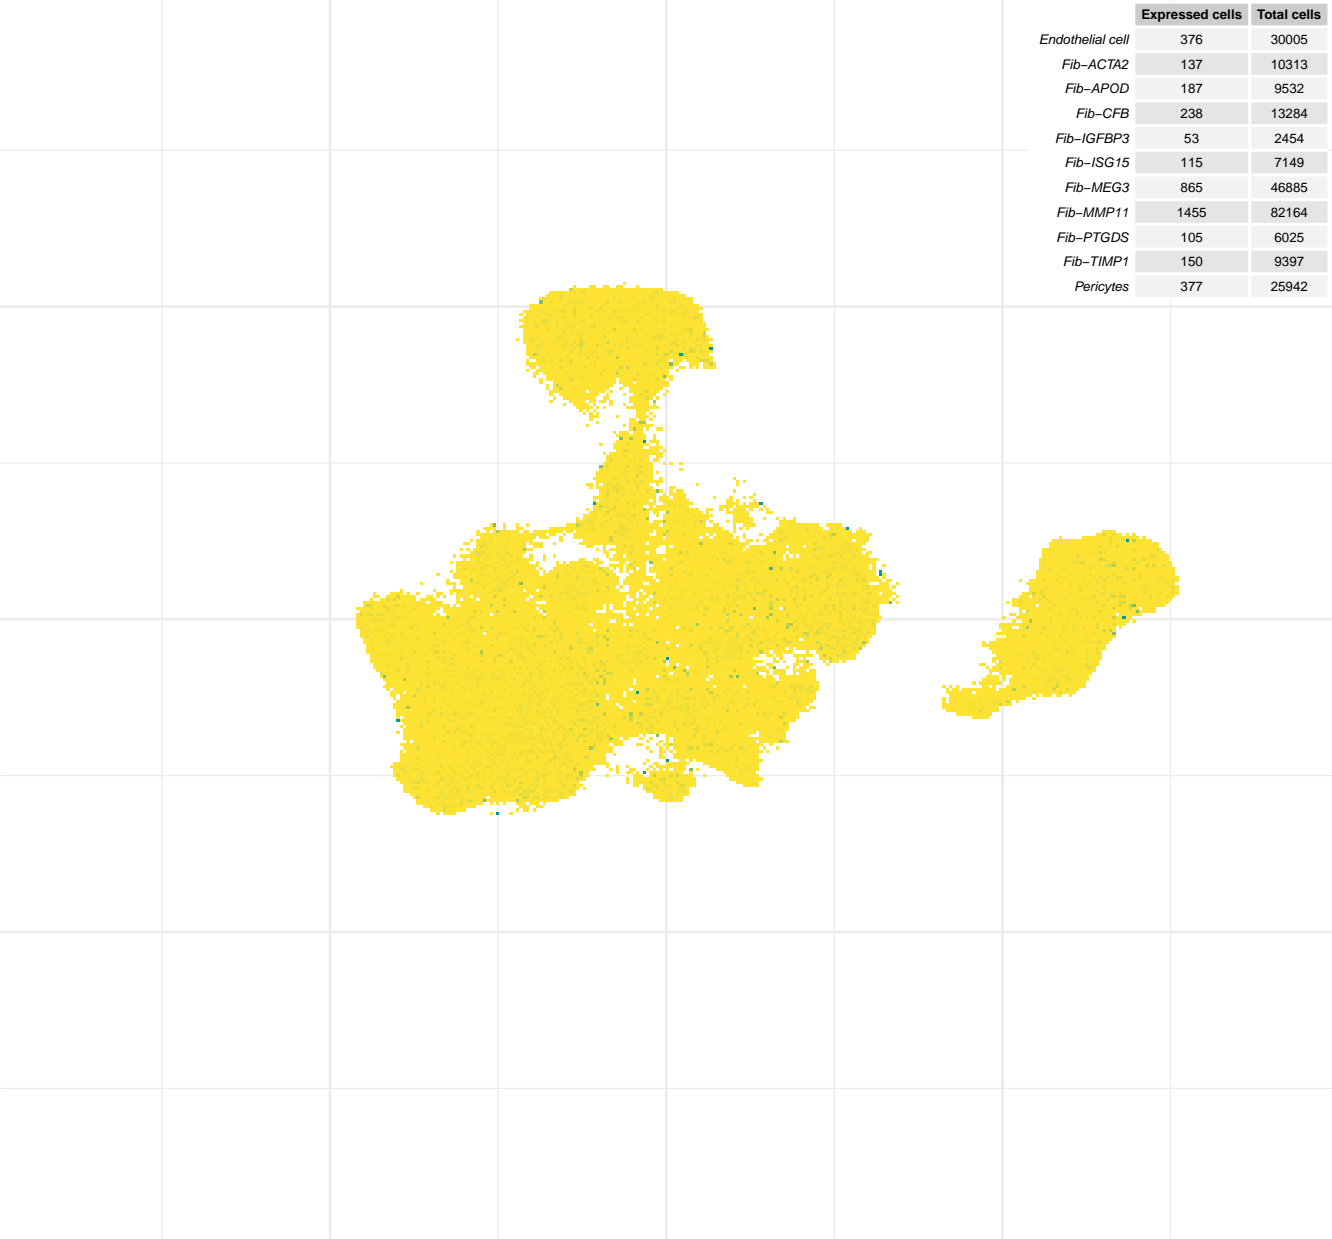 Expressed cells Total cells
Endothelial cell 376 30005
Fib−ACTA2 137 10313
Fib−APOD 187 9532
Fib−CFB 238 13284
Fib−IGFBP3 53 2454
Fib−ISG15 115 7149
Fib−MEG3 865 46885
Fib−MMP11 1455 82164
Fib−PTGDS 105 6025
Fib−TIMP1 150 9397
Pericytes 377 25942